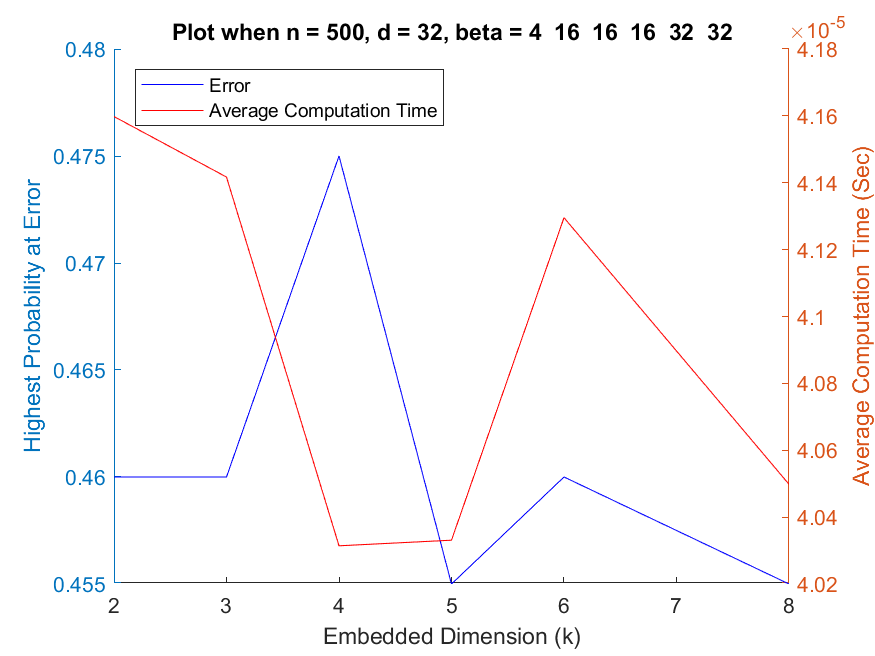 Plot when n = 500, d = 32, beta = 4  16  16  16  32  32
×10-5
Error
Average Computation Time
Highest Probability at Error
0.48
0.475
0.47
0.465
0.46
0.455
4.18
4.16
4.14
4.12
4.1
4.08
4.06
4.04
4.02
Average Computation Time (Sec)
2 3 4 5 6 7 8
Embedded Dimension (k)